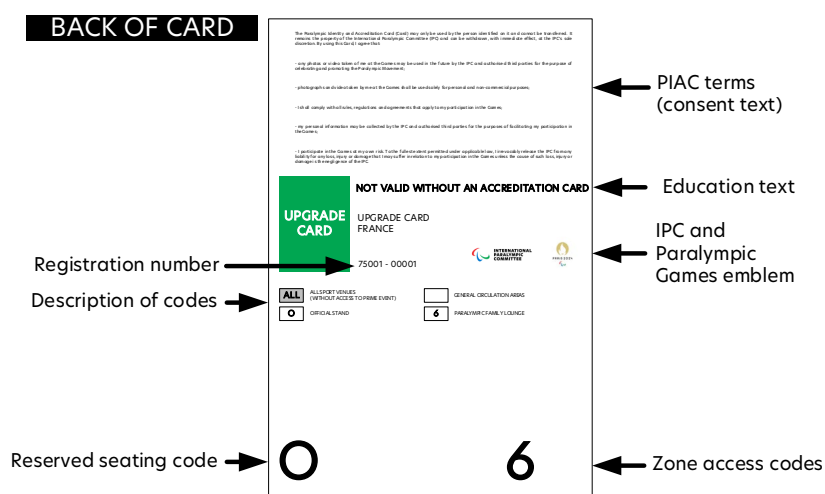 BACK OF CARD
The Paralympic Identity and Accreditation Card (Card) may only be used by the person identified on it and cannot be transferred. It
remains the property of the International Paralympic Committee (IPC) and can be withdrawn, with immediate effect, at the IPC's sole
discretion. By using this Card, I agree that:
- any photos or video taken of me at the Games may be used in the future by the IPC and authorised third parties for the purpose of
celebrating and promoting the Paralympic Movement;
- photographs and video taken by me at the Games shall be used solely for personal and non-commercial purposes;
- I shall comply with all rules, regulations and agreements that apply to my participation in the Games;
- my personal information may be collected by the IPC and authorised third parties for the purposes of facilitating my participation in
the Games;
- I participate in the Games at my own risk. To the fullest extent permitted under applicable law, I irrevocably release the IPC from any
liability for any loss, injury or damage that I may suffer in relation to my participation in the Games unless the cause of such loss, injury or
damage is the negligence of the IPC
PIAC terms
(consent text)
NOT VALID WITHOUT AN ACCREDITATION CARD
Education text
UPGRADE
CARD
UPGRADE CARD
FRANCE
INTERNATIONAL
PARALYMPIC
COMMITTEE
PARIS 2024
IPC and
Paralympic
Games emblem
Registration number
75001 - 00001
Description of codes
ALL
ALL SPORT VENUES
(WITHOUT ACCESS TO PRIME EVENT)
GENERAL CIRCULATION AREAS
O
OFFICIAL STAND
6
PARALYMPIC FAMILY LOUNGE
Reserved seating code
O
6
Zone access codes